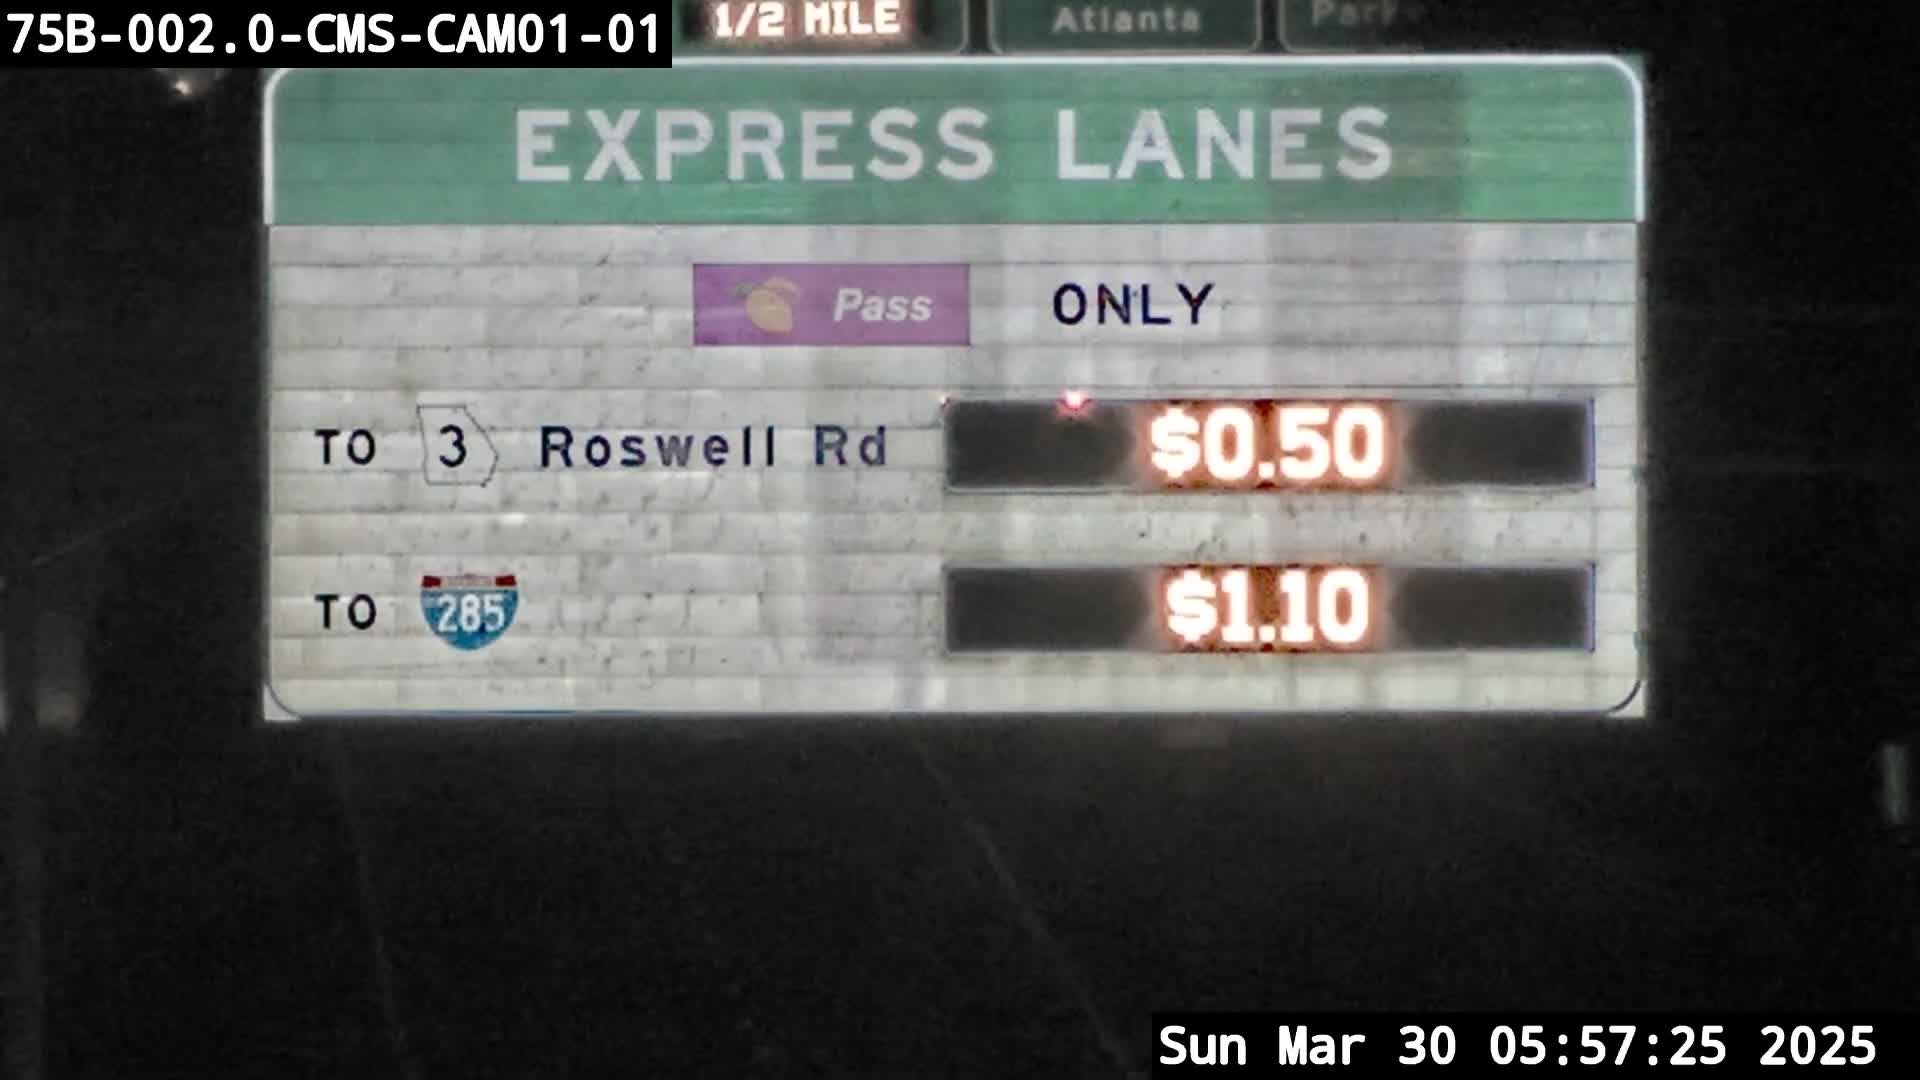 75B-002.0-CMS-CAM01-01
1/2 MILE
Atlanta
EXPRESS LANES
Pass ONLY
TO 3 Roswell Rd $0.50
TO 285 $1.10
Sun Mar 30 05:57:25 2025